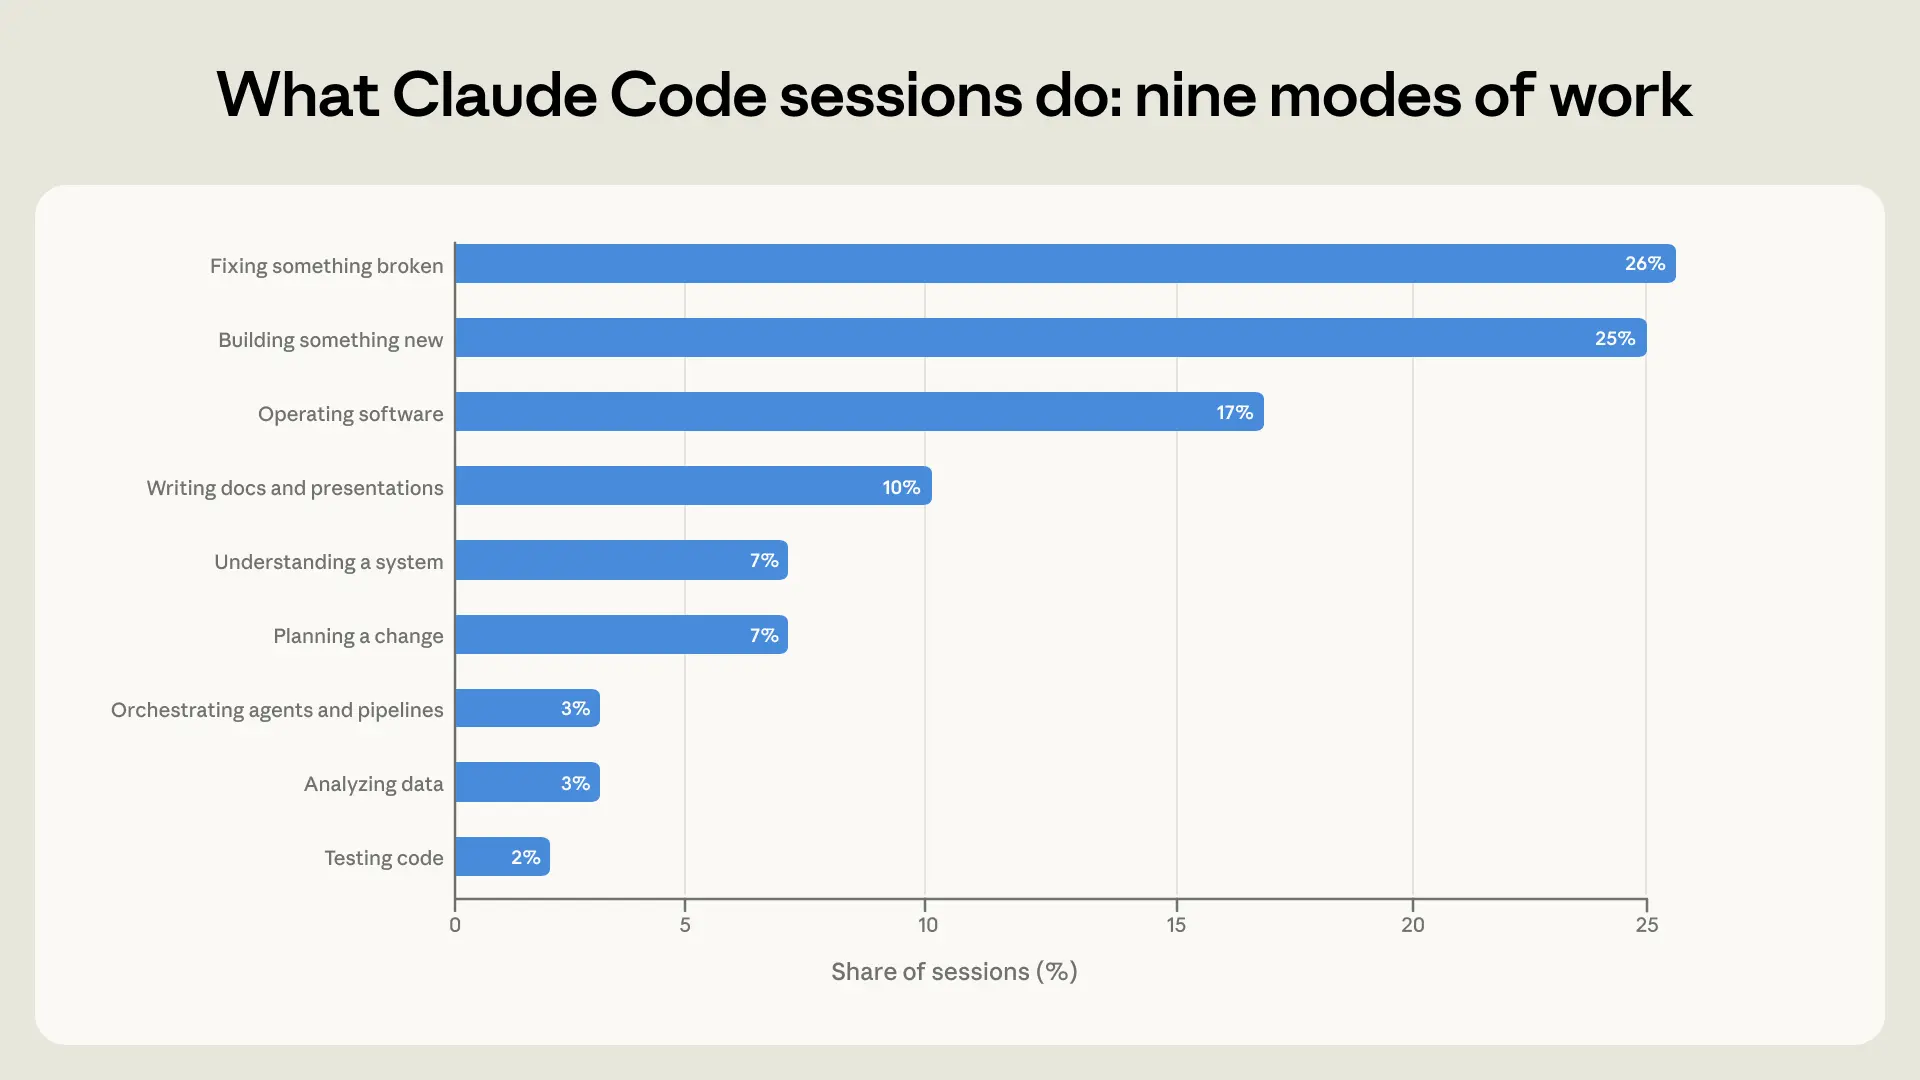 What Claude Code sessions do: nine modes of work
Fixing something broken 26%
Building something new 25%
Operating software 17%
Writing docs and presentations 10%
Understanding a system 7%
Planning a change 7%
Orchestrating agents and pipelines 3%
Analyzing data 3%
Testing code 2%
0 5 10 15 20 25
Share of sessions (%)